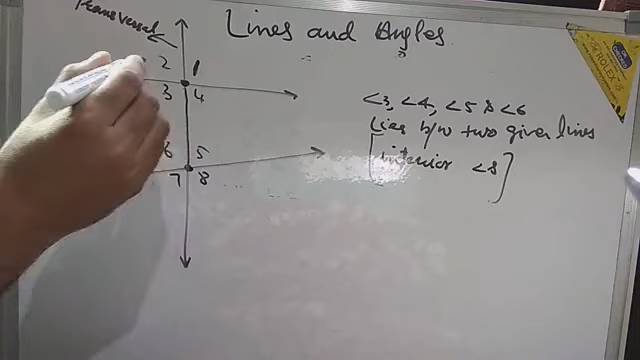 Transversal
Lines and Angles
2 1
3 4
6 5
7 8
<3, <4, <5 & <6
Lies b/w two given lines
[interior <s]
ROLEX